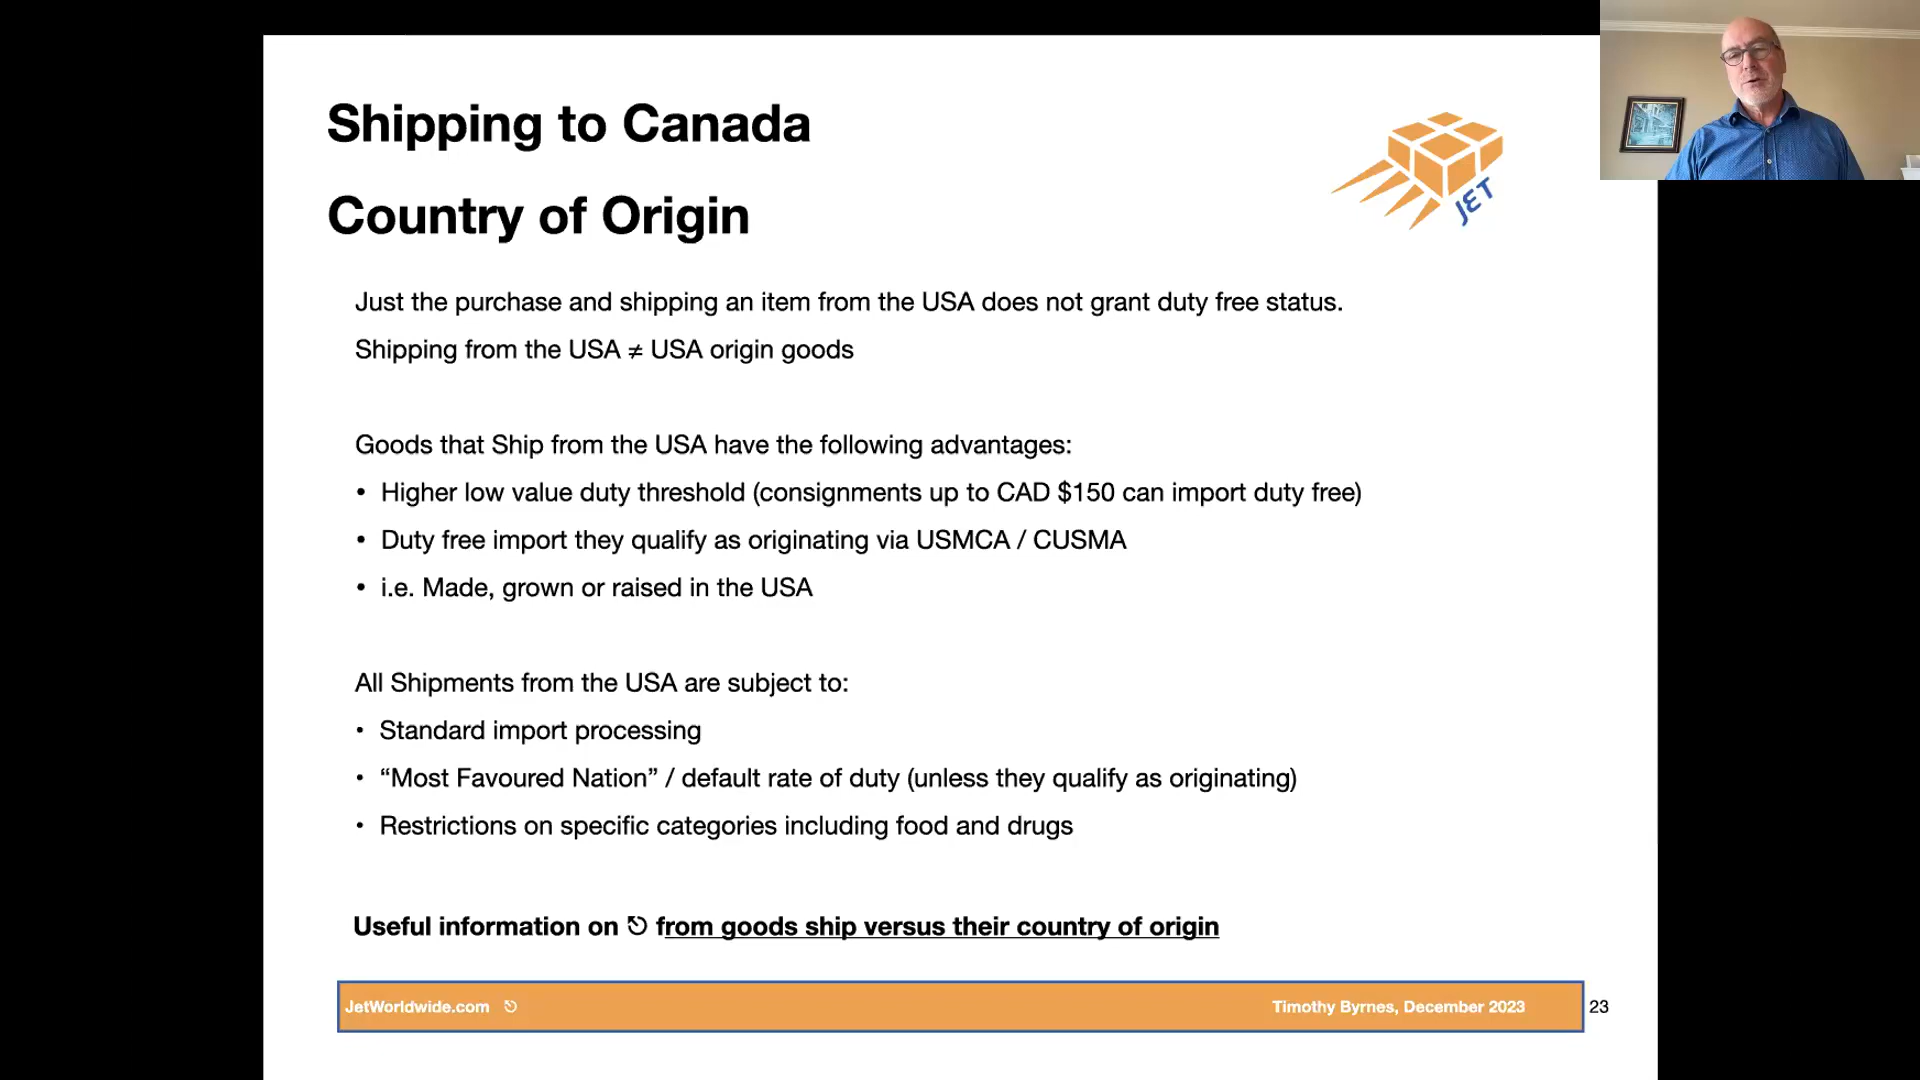 Shipping to Canada
Country of Origin
JET
Just the purchase and shipping an item from the USA does not grant duty free status.
Shipping from the USA ≠ USA origin goods
Goods that Ship from the USA have the following advantages:
• Higher low value duty threshold (consignments up to CAD $150 can import duty free)
• Duty free import they qualify as originating via USMCA / CUSMA
• i.e. Made, grown or raised in the USA
All Shipments from the USA are subject to:
• Standard import processing
• “Most Favoured Nation” / default rate of duty (unless they qualify as originating)
• Restrictions on specific categories including food and drugs
Useful information on from goods ship versus their country of origin
JetWorldwide.com
Timothy Byrnes, December 2023
23